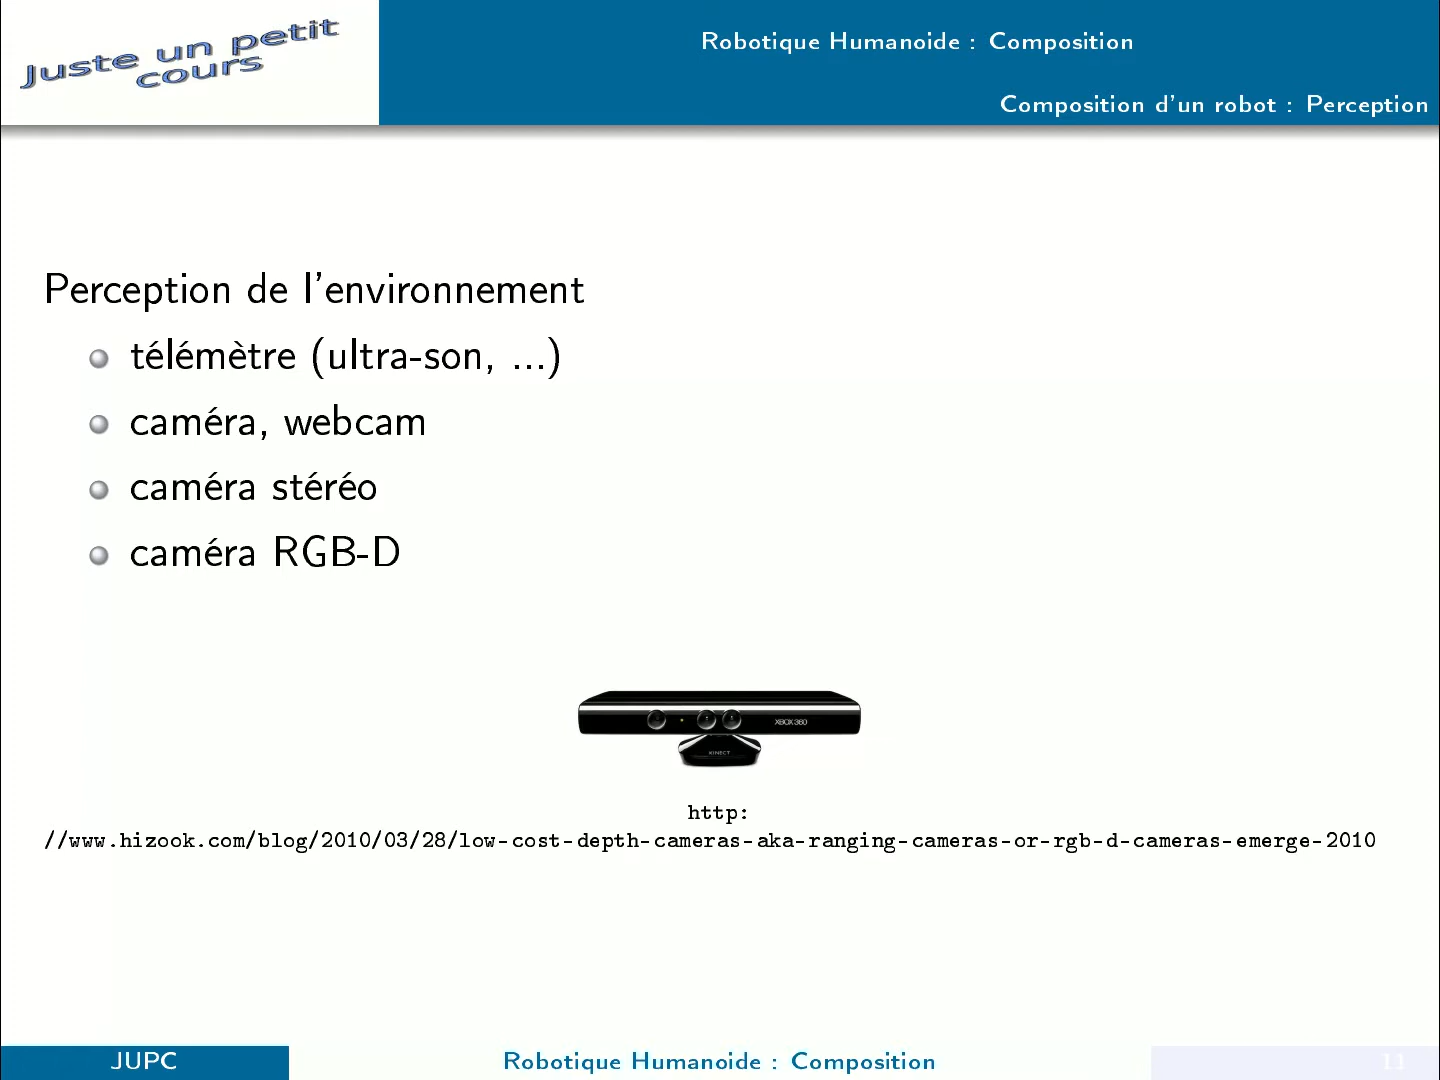 Juste un petit
cours
Robotique Humanoide : Composition
Composition d'un robot : Perception
Perception de l'environnement
télémètre (ultra-son, ...)
caméra, webcam
caméra stéréo
caméra RGB-D
XBOX 360
KINECT
http:
//www.hizook.com/blog/2010/03/28/low-cost-depth-cameras-aka-ranging-cameras-or-rgb-d-cameras-emerge-2010
JUPC
Robotique Humanoide : Composition
11